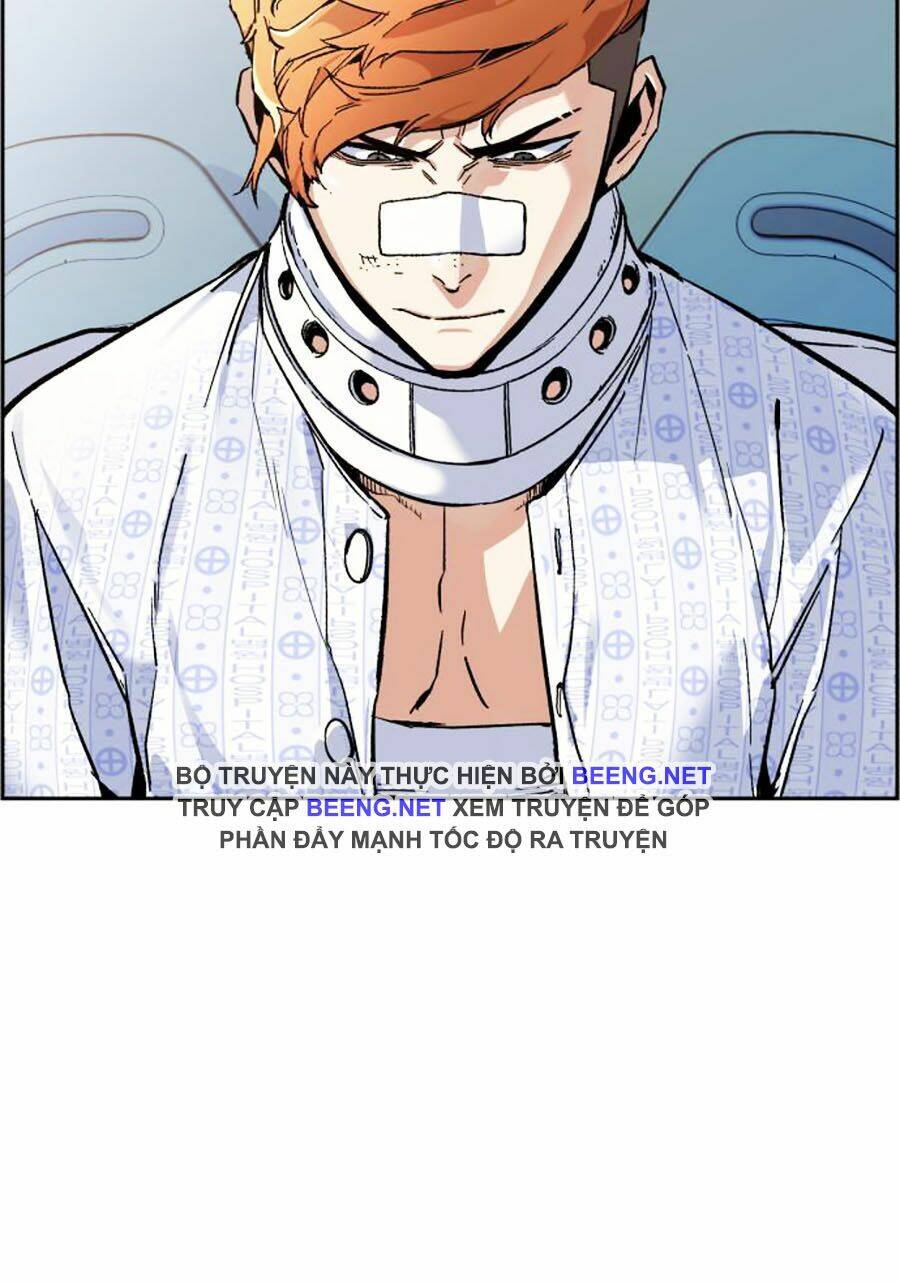 BỘ TRUYỆN NÀY THỰC HIỆN BỞI BEENG.NET
TRUY CẬP BEENG.NET XEM TRUYỆN ĐỂ GÓP
PHẦN ĐẨY MẠNH TỐC ĐỘ RA TRUYỆN